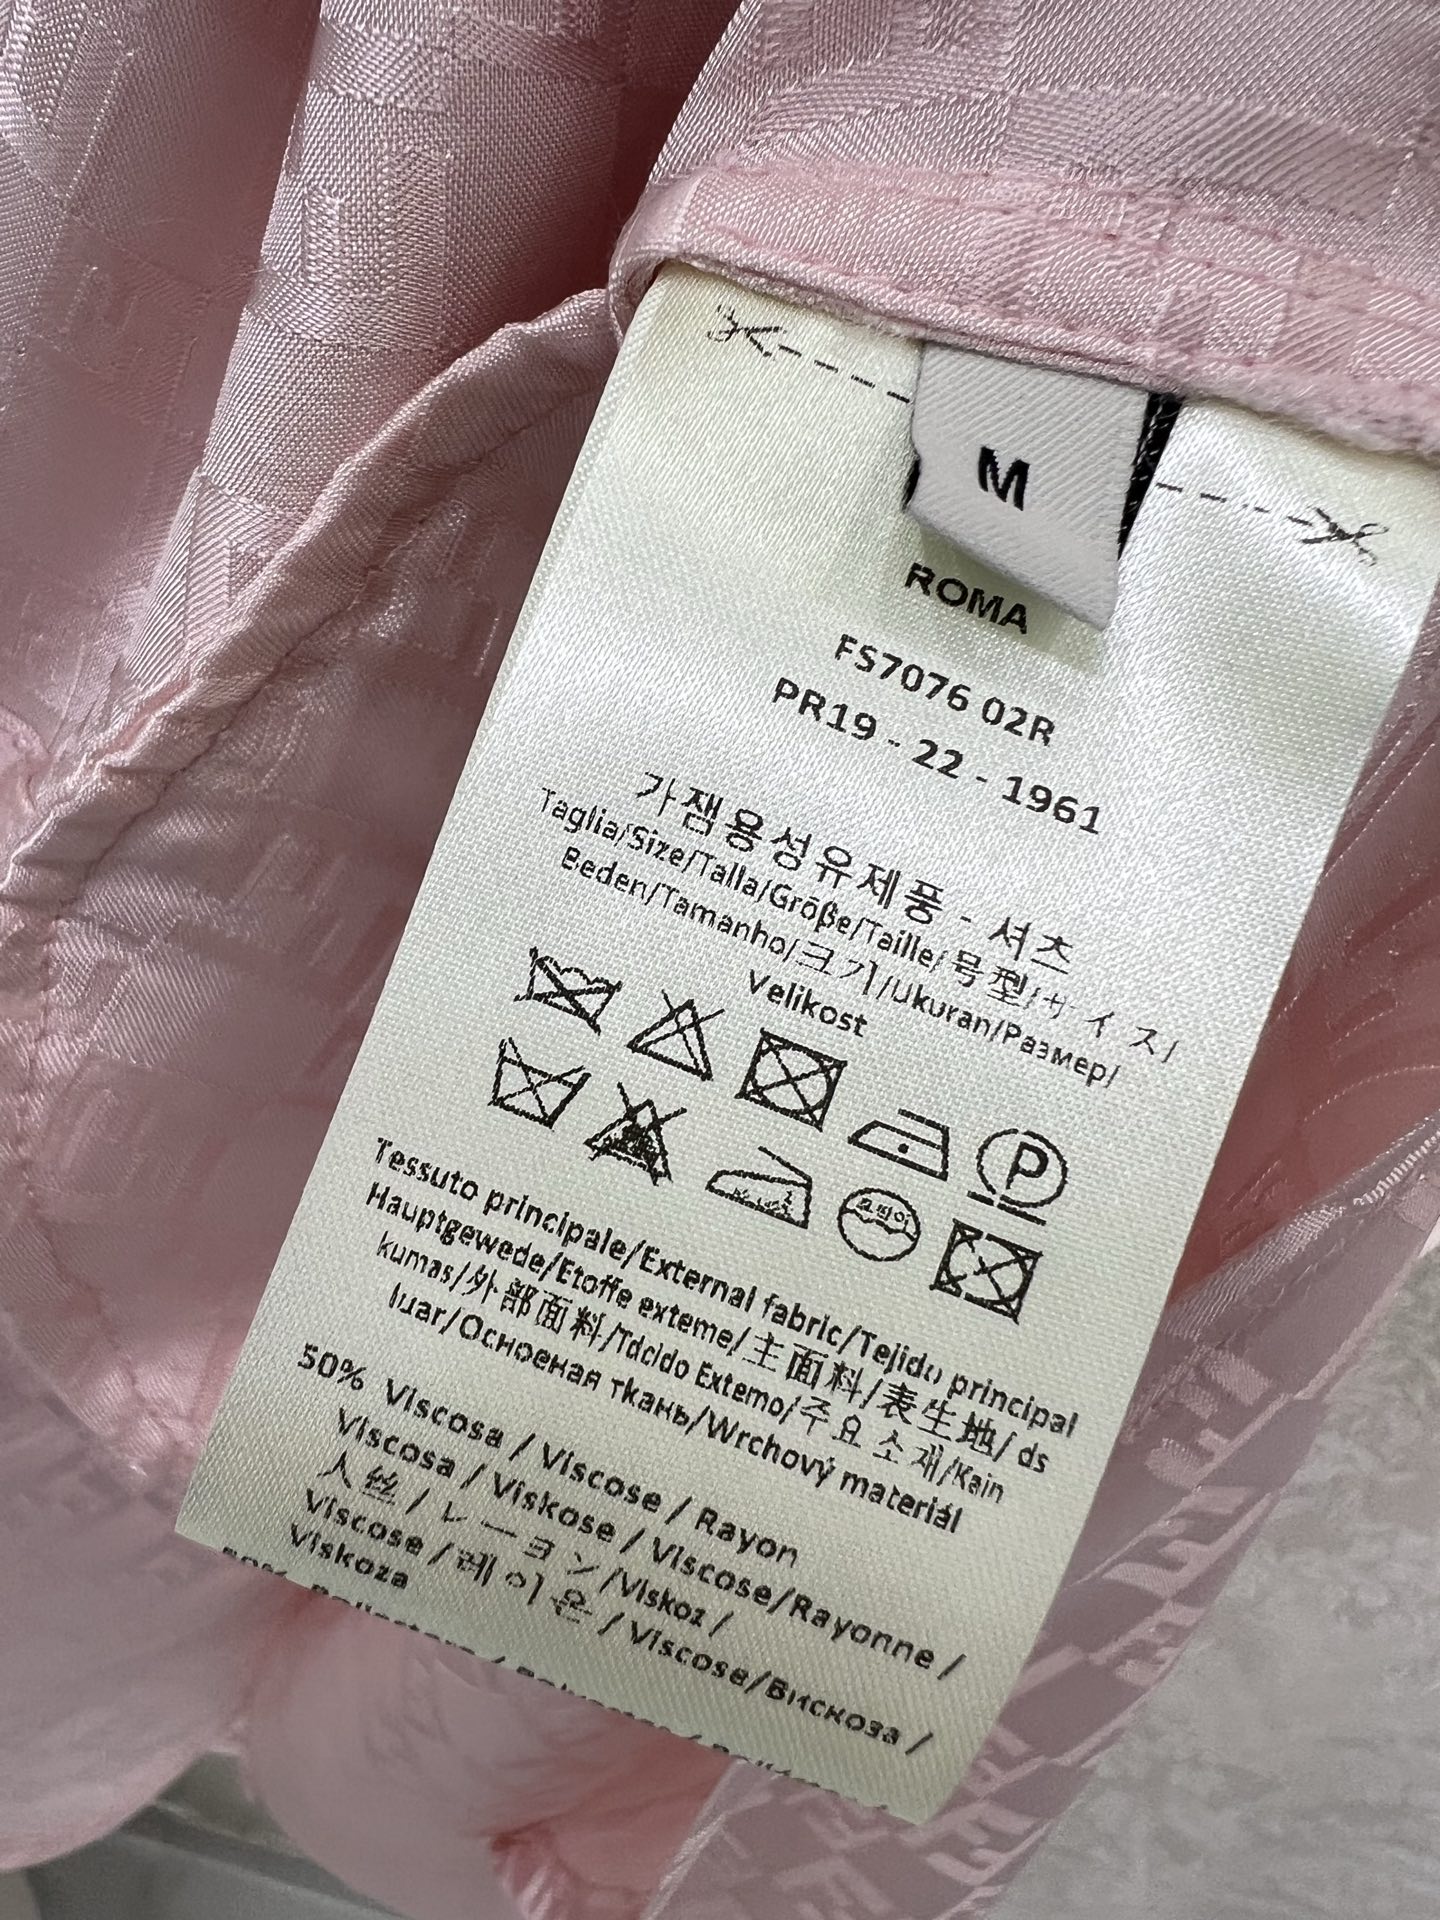 M
ROMA
FS7076 02R
PR19 - 22 - 1961
가잼용성유제품 - 셔츠
Taglia/Size/Talla/Größe/Taille/号型/サイズ/
Beden/Tamanho/크기/Ukuran/Размер/
Velikost
P
Tessuto principale/External fabric/Tejido principal
Hauptgewede/Etoffe exteme/主面料/表生地/ds
kumas/外部面料/Tdcido Extemo/주요 소재/Kain
luar/Осноеная ткань/Wrchový materiál
50% Viscosa / Viscose / Rayon
Viscosa / Viskose / Viscose/Rayonne /
人丝 / レーヨン/Viskoz /
Viscose / 레이온 / Viscose/Вискоза /
Viskoza